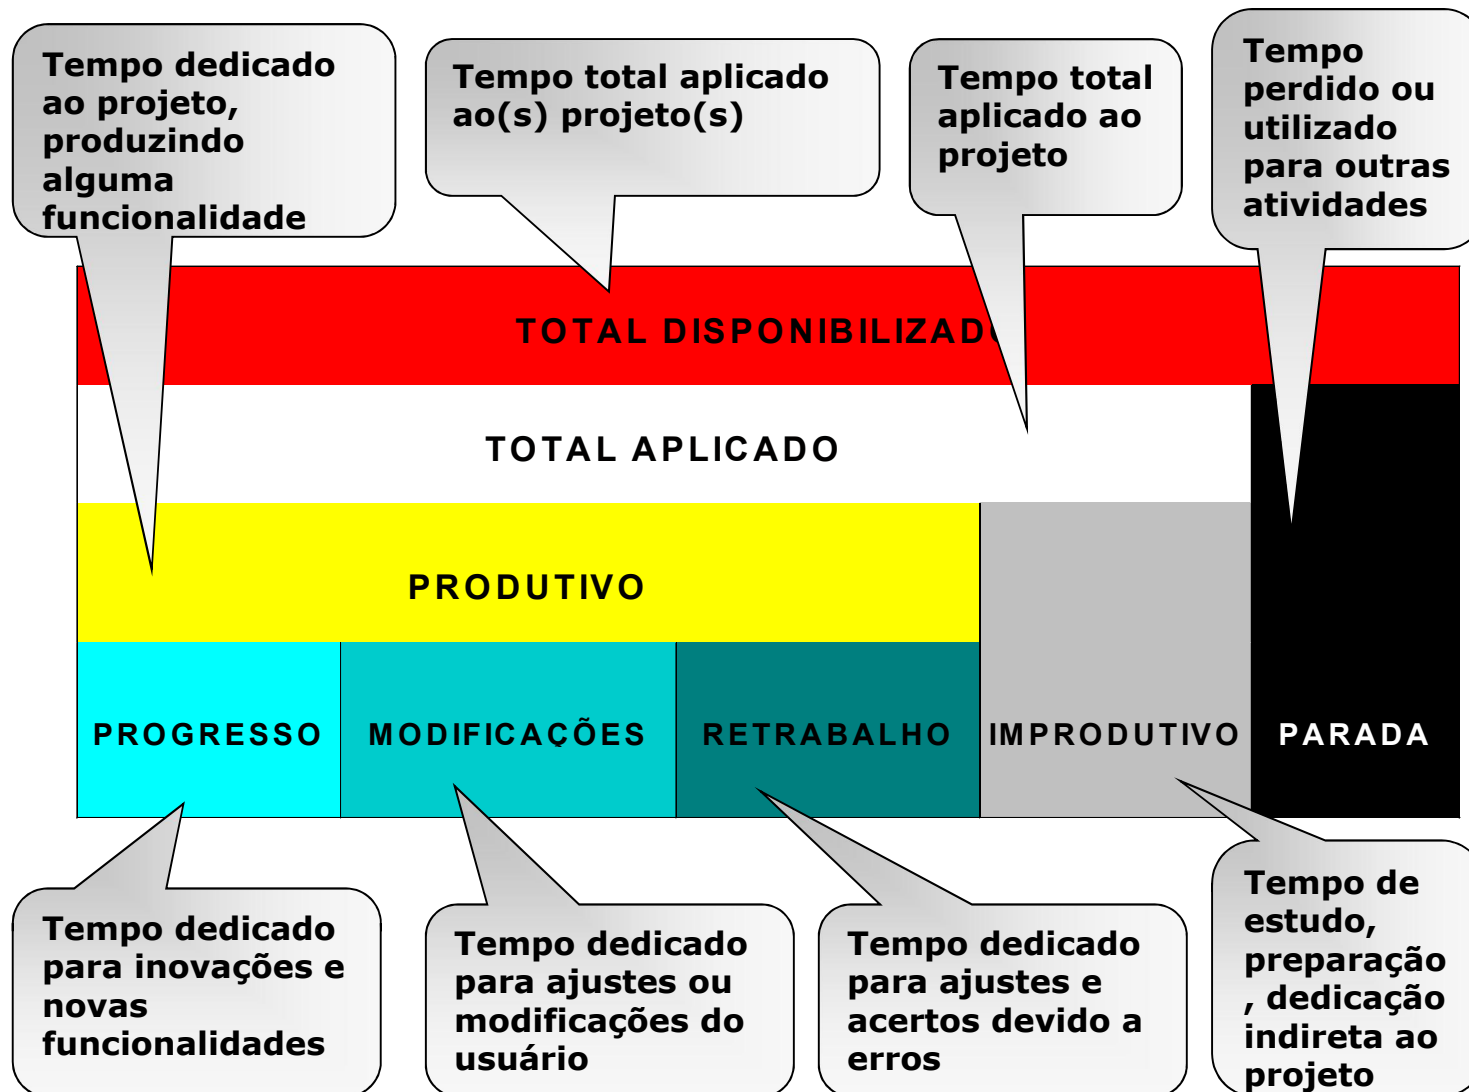 Tempo dedicado
ao projeto,
produzindo
alguma
funcionalidade
Tempo total aplicado
ao(s) projeto(s)
Tempo total
aplicado ao
projeto
Tempo
perdido ou
utilizado
para outras
atividades
TOTAL DISPONIBILIZADO
TOTAL APLICADO
PRODUTIVO
PROGRESSO
MODIFICAÇÕES
RETRABALHO
IMPRODUTIVO
PARADA
Tempo dedicado
para inovações e
novas
funcionalidades
Tempo dedicado
para ajustes ou
modificações do
usuário
Tempo dedicado
para ajustes e
acertos devido a
erros
Tempo de
estudo,
preparação
, dedicação
indireta ao
projeto